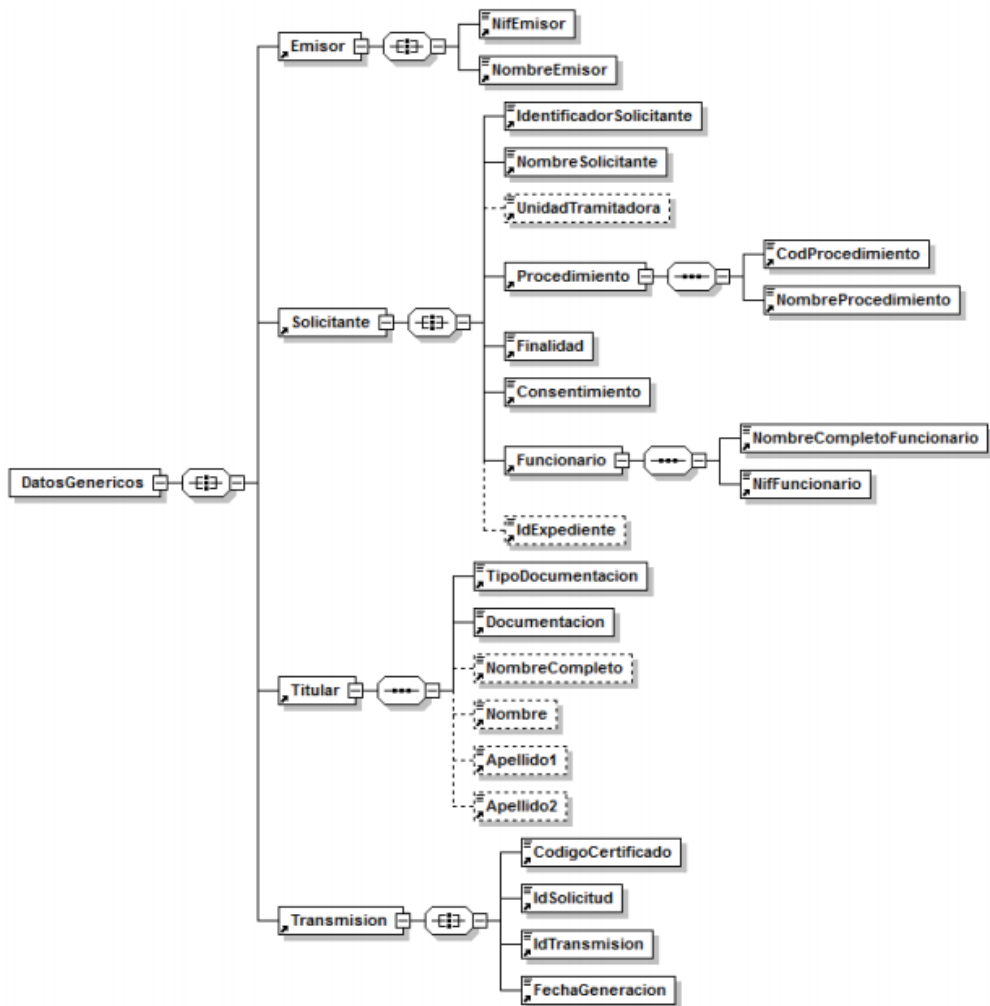 DatosGenericos
Emisor
NifEmisor
NombreEmisor
Solicitante
IdentificadorSolicitante
NombreSolicitante
UnidadTramitadora
Procedimiento
CodProcedimiento
NombreProcedimiento
Finalidad
Consentimiento
Funcionario
NombreCompletoFuncionario
NifFuncionario
IdExpediente
Titular
TipoDocumentacion
Documentacion
NombreCompleto
Nombre
Apellido1
Apellido2
Transmision
CodigoCertificado
IdSolicitud
IdTransmision
FechaGeneracion